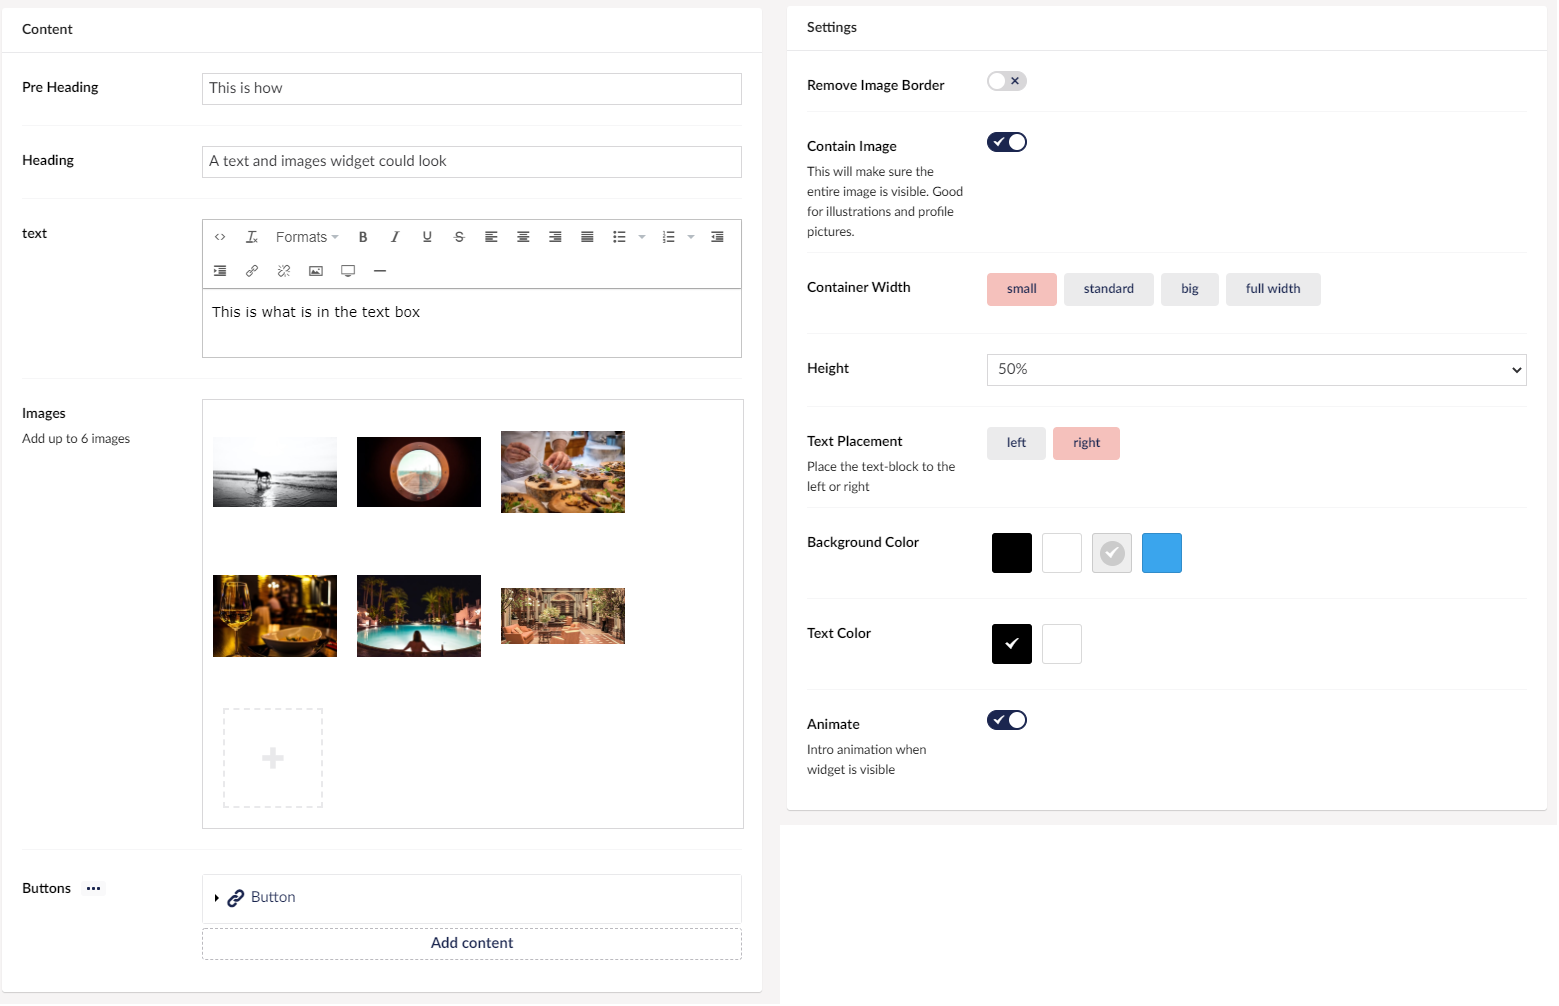 Content
Pre Heading
This is how
Heading
A text and images widget could look
text
Formats
B I U S
This is what is in the text box
Images
Add up to 6 images
Buttons
Button
Add content
Settings
Remove Image Border
Contain Image
This will make sure the
entire image is visible. Good
for illustrations and profile
pictures.
Container Width
small standard big full width
Height
50%
Text Placement
left right
Place the text-block to the
left or right
Background Color
Text Color
Animate
Intro animation when
widget is visible